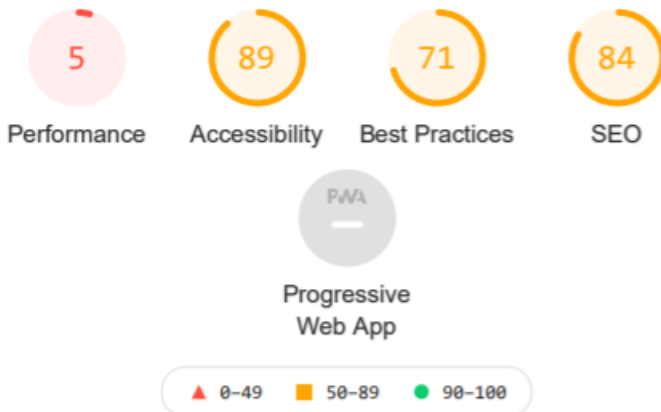 5 89 71 84
Performance Accessibility Best Practices SEO
PWA
Progressive
Web App
0–49 50–89 90–100